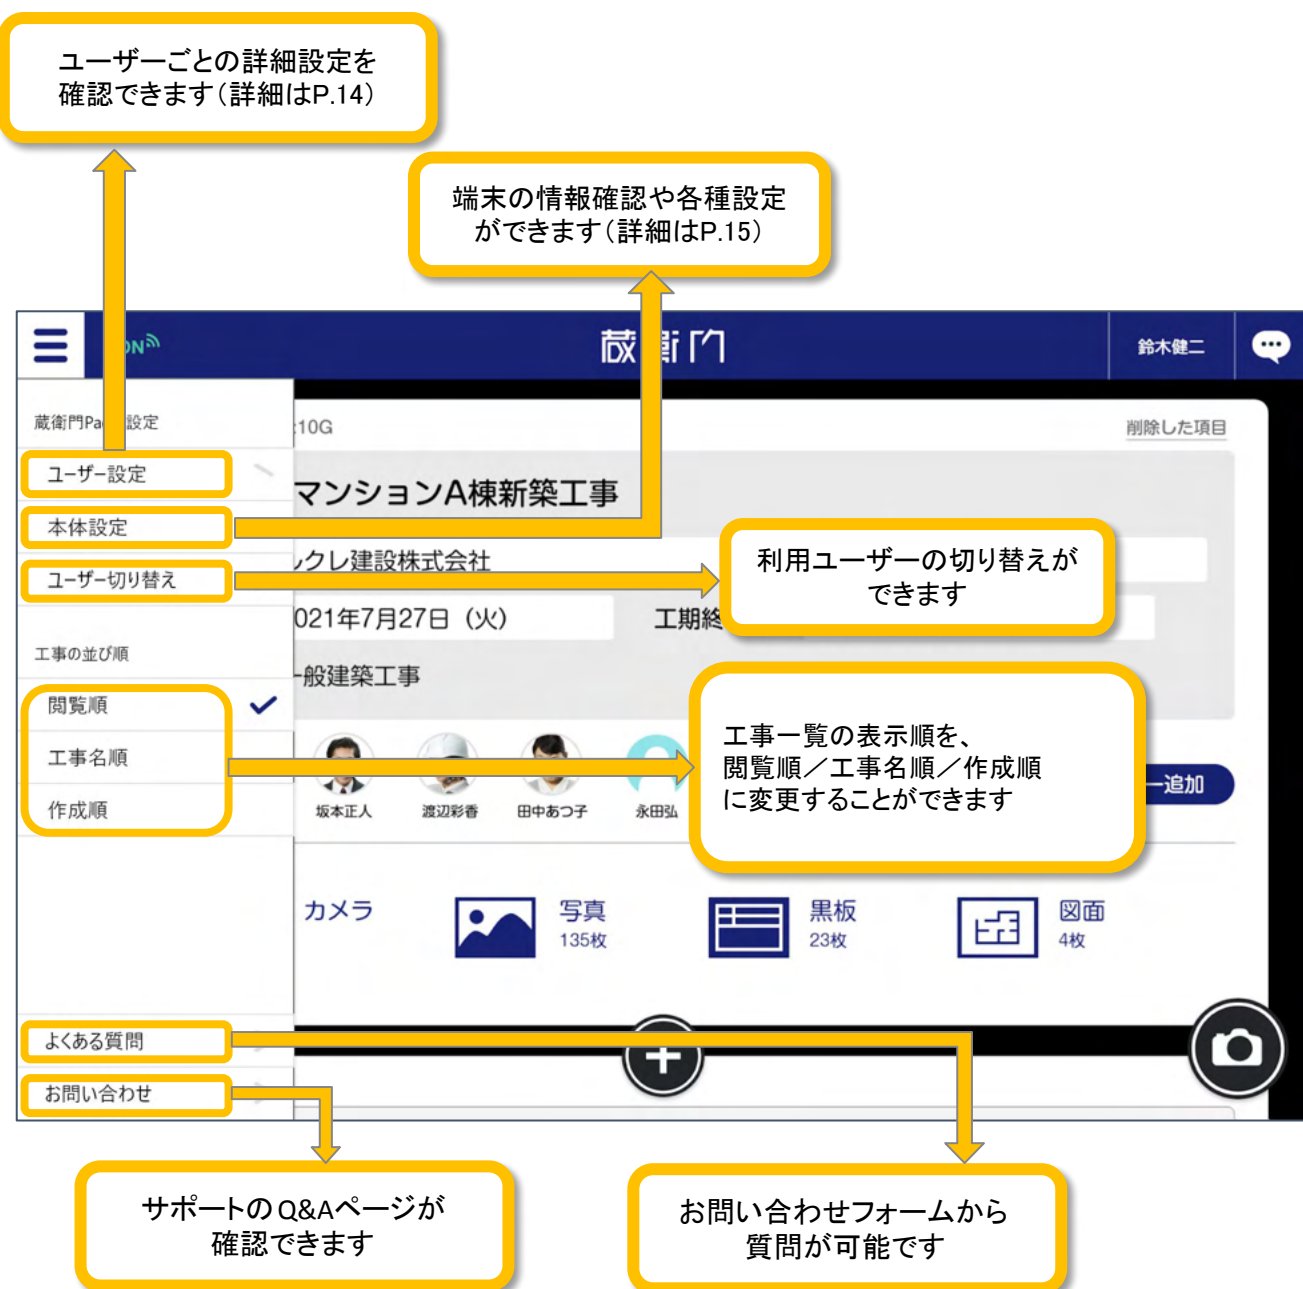 ユーザーごとの詳細設定を
確認できます(詳細はP.14)
端末の情報確認や各種設定
ができます(詳細はP.15)
蔵衛門
鈴木健二
蔵衛門Pad 設定
:10G
削除した項目
ユーザー設定
マンションA棟新築工事
本体設定
レクレ建設株式会社
ユーザー切り替え
利用ユーザーの切り替えが
できます
021年7月27日(火)
工期終
工事の並び順
一般建築工事
閲覧順
工事名順
作成順
工事一覧の表示順を、
閲覧順/工事名順/作成順
に変更することができます
坂本正人
渡辺彩香
田中あつ子
永田弘
ー追加
カメラ
写真
135枚
黒板
23枚
図面
4枚
よくある質問
お問い合わせ
サポートのQ&Aページが
確認できます
お問い合わせフォームから
質問が可能です